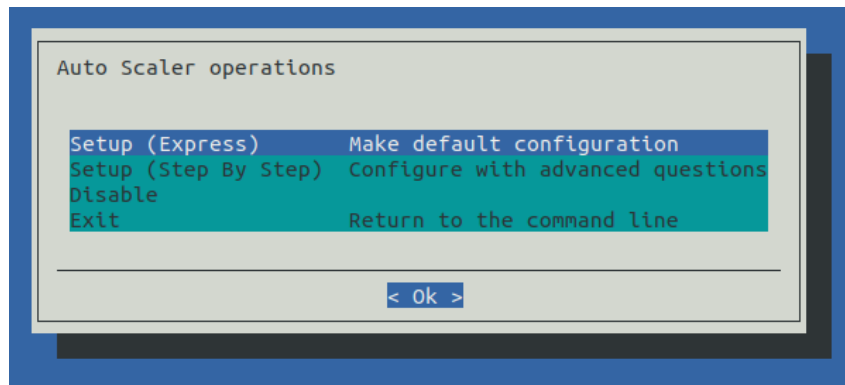 Auto Scaler operations
Setup (Express) Make default configuration
Setup (Step By Step) Configure with advanced questions
Disable
Exit Return to the command line
< Ok >